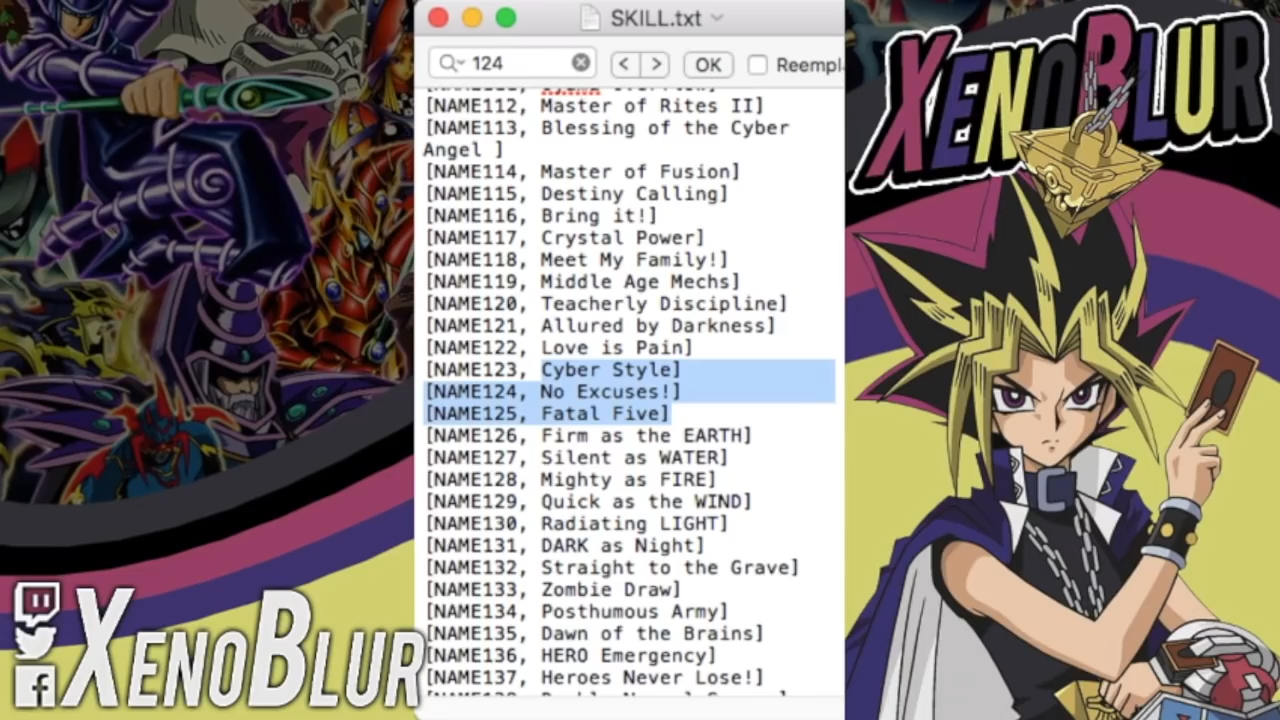 SKILL.txt
124
OK
Reempl
[NAME112, Master of Rites II]
[NAME113, Blessing of the Cyber
Angel ]
[NAME114, Master of Fusion]
[NAME115, Destiny Calling]
[NAME116, Bring it!]
[NAME117, Crystal Power]
[NAME118, Meet My Family!]
[NAME119, Middle Age Mechs]
[NAME120, Teacherly Discipline]
[NAME121, Allured by Darkness]
[NAME122, Love is Pain]
[NAME123, Cyber Style]
[NAME124, No Excuses!]
[NAME125, Fatal Five]
[NAME126, Firm as the EARTH]
[NAME127, Silent as WATER]
[NAME128, Mighty as FIRE]
[NAME129, Quick as the WIND]
[NAME130, Radiating LIGHT]
[NAME131, DARK as Night]
[NAME132, Straight to the Grave]
[NAME133, Zombie Draw]
[NAME134, Posthumous Army]
[NAME135, Dawn of the Brains]
[NAME136, HERO Emergency]
[NAME137, Heroes Never Lose!]
XENOBLUR
XENOBLUR